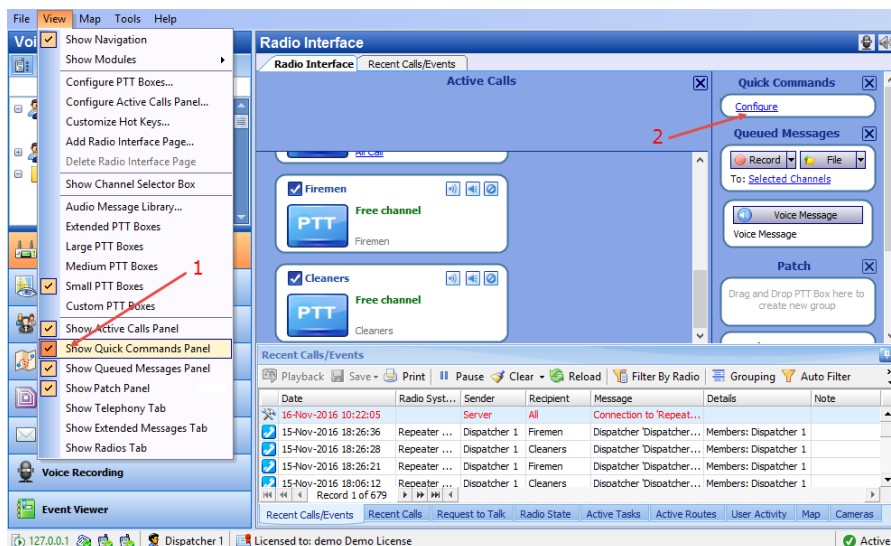 File View Map Tools Help
Voi
Show Navigation
Show Modules
Configure PTT Boxes...
Configure Active Calls Panel...
Customize Hot Keys...
Add Radio Interface Page...
Delete Radio Interface Page
Show Channel Selector Box
Audio Message Library...
Extended PTT Boxes
Large PTT Boxes
Medium PTT Boxes
1
Small PTT Boxes
Custom PTT Boxes
Show Active Calls Panel
Show Quick Commands Panel
Show Queued Messages Panel
Show Patch Panel
Show Telephony Tab
Show Extended Messages Tab
Show Radios Tab
Voice Recording
Event Viewer
Radio Interface
Radio Interface Recent Calls/Events
Active Calls
All Call
Firemen
PTT
Free channel
Firemen
Cleaners
PTT
Free channel
Cleaners
Quick Commands
Configure
2
Queued Messages
Record File
To: Selected Channels
Voice Message
Voice Message
Patch
Drag and Drop PTT Box here to
create new group
Recent Calls/Events
Playback Save Print Pause Clear Reload Filter By Radio Grouping Auto Filter
Date Radio Syst... Sender Recipient Message Details Note
16-Nov-2016 10:22:05 Server All Connection to 'Repeat...
15-Nov-2016 18:26:36 Repeater ... Dispatcher 1 Firemen Dispatcher 'Dispatcher... Members: Dispatcher 1
15-Nov-2016 18:26:28 Repeater ... Dispatcher 1 Cleaners Dispatcher 'Dispatcher... Members: Dispatcher 1
15-Nov-2016 18:26:21 Repeater ... Dispatcher 1 Firemen Dispatcher 'Dispatcher... Members: Dispatcher 1
15-Nov-2016 18:06:12 Repeater ... Dispatcher 1 Cleaners Dispatcher 'Dispatcher... Members: Dispatcher 1
Record 1 of 679
Recent Calls/Events Recent Calls Request to Talk Radio State Active Tasks Active Routes User Activity Map Cameras
127.0.0.1 Dispatcher 1 Licensed to: demo Demo License Active